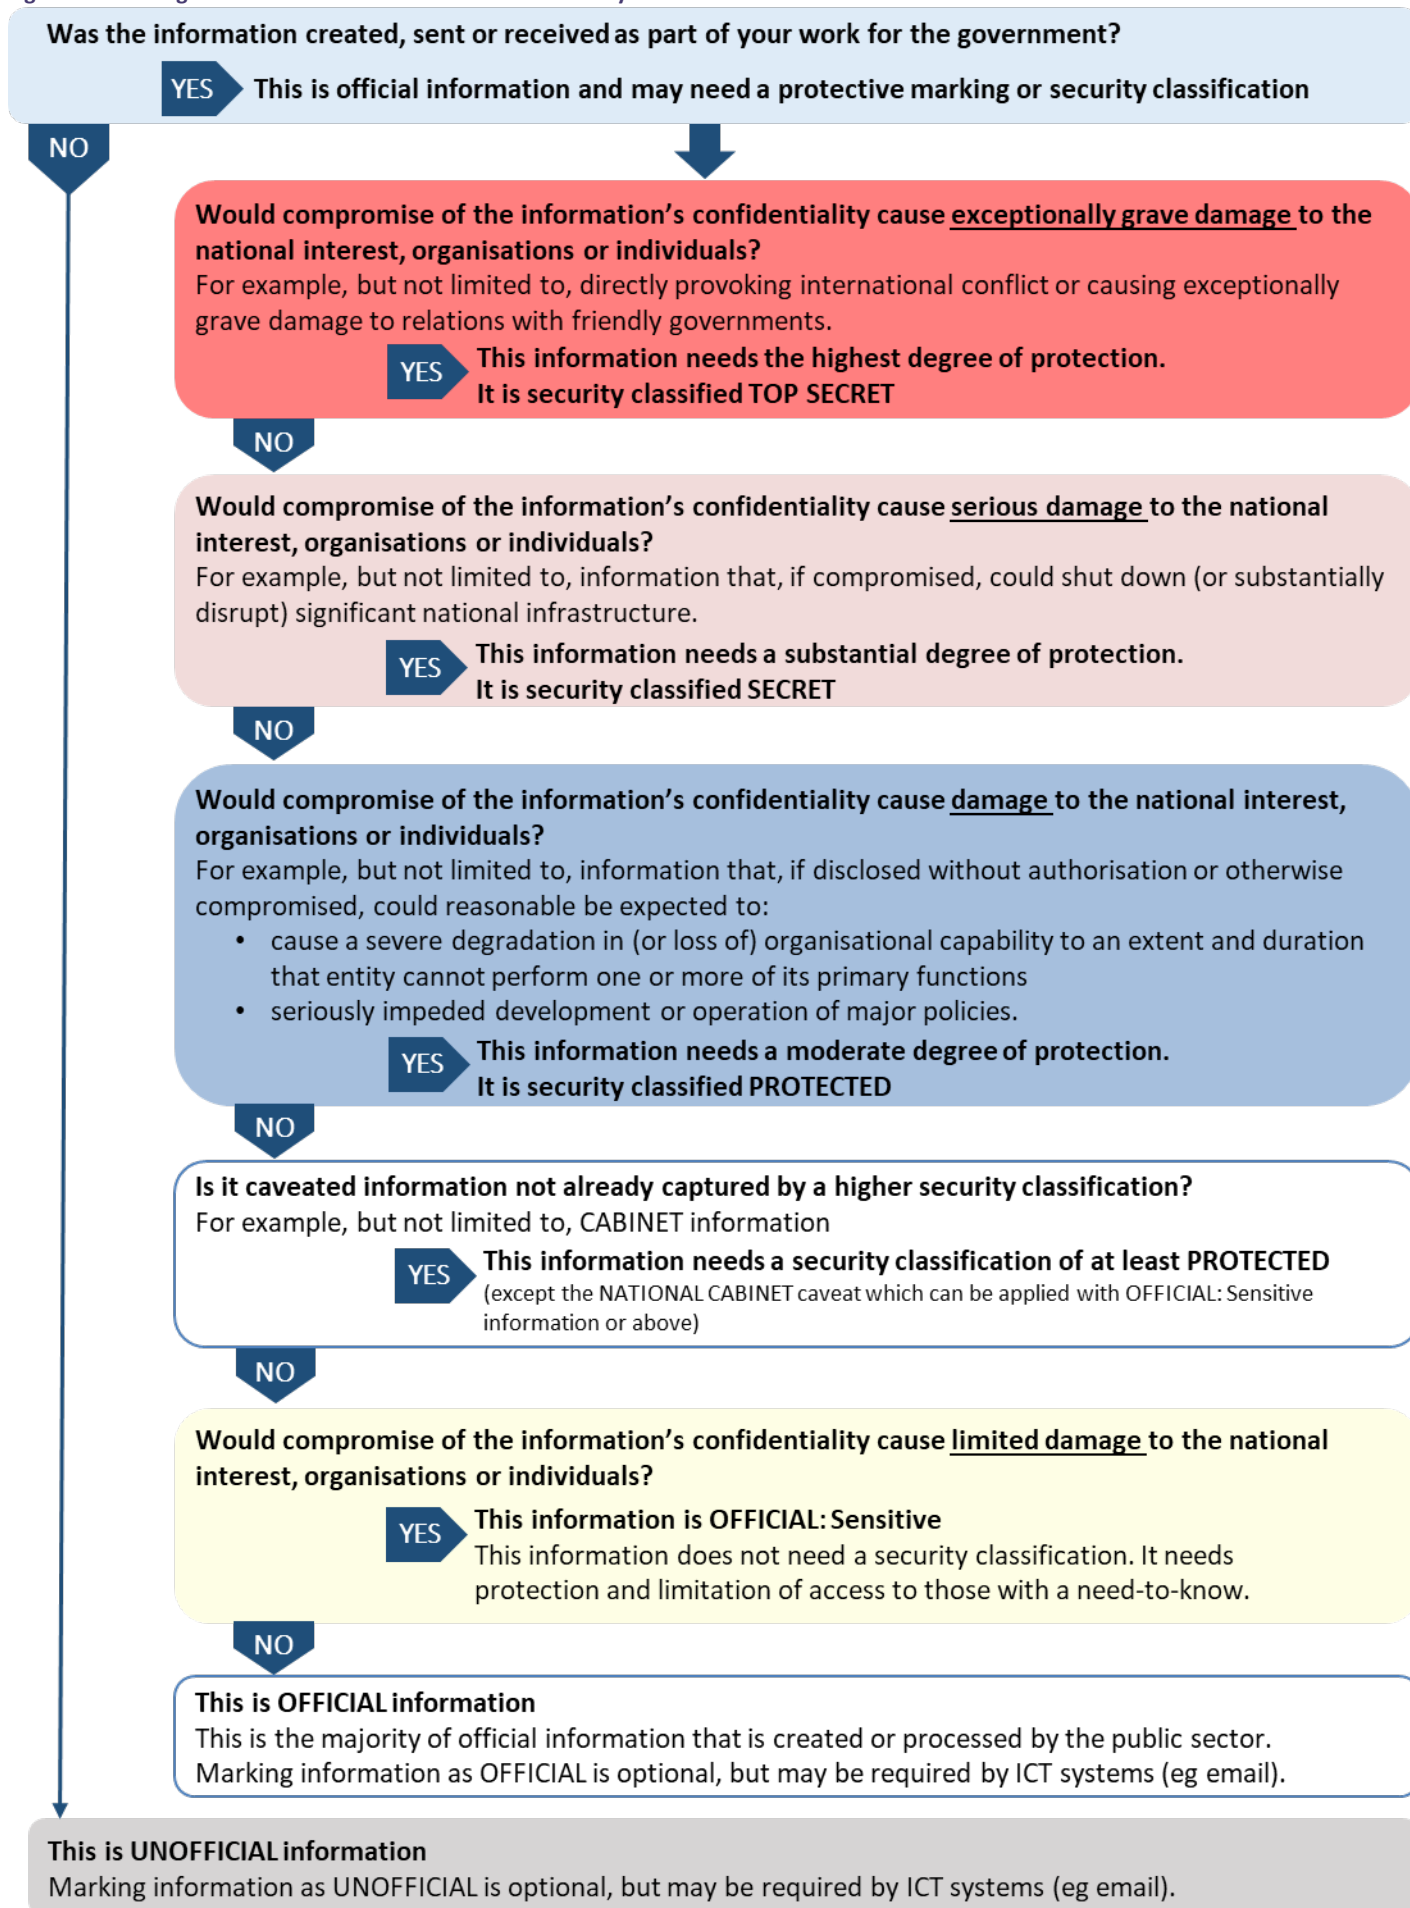 Was the information created, sent or received as part of your work for the government?
YES
This is official information and may need a protective marking or security classification
NO
Would compromise of the information’s confidentiality cause exceptionally grave damage to the
national interest, organisations or individuals?
For example, but not limited to, directly provoking international conflict or causing exceptionally
grave damage to relations with friendly governments.
YES
This information needs the highest degree of protection.
It is security classified TOP SECRET
NO
Would compromise of the information’s confidentiality cause serious damage to the national
interest, organisations or individuals?
For example, but not limited to, information that, if compromised, could shut down (or substantially
disrupt) significant national infrastructure.
YES
This information needs a substantial degree of protection.
It is security classified SECRET
NO
Would compromise of the information’s confidentiality cause damage to the national interest,
organisations or individuals?
For example, but not limited to, information that, if disclosed without authorisation or otherwise
compromised, could reasonable be expected to:
• cause a severe degradation in (or loss of) organisational capability to an extent and duration
that entity cannot perform one or more of its primary functions
• seriously impeded development or operation of major policies.
YES
This information needs a moderate degree of protection.
It is security classified PROTECTED
NO
Is it caveated information not already captured by a higher security classification?
For example, but not limited to, CABINET information
YES
This information needs a security classification of at least PROTECTED
(except the NATIONAL CABINET caveat which can be applied with OFFICIAL: Sensitive
information or above)
NO
Would compromise of the information’s confidentiality cause limited damage to the national
interest, organisations or individuals?
YES
This information is OFFICIAL: Sensitive
This information does not need a security classification. It needs
protection and limitation of access to those with a need-to-know.
NO
This is OFFICIAL information
This is the majority of official information that is created or processed by the public sector.
Marking information as OFFICIAL is optional, but may be required by ICT systems (eg email).
This is UNOFFICIAL information
Marking information as UNOFFICIAL is optional, but may be required by ICT systems (eg email).